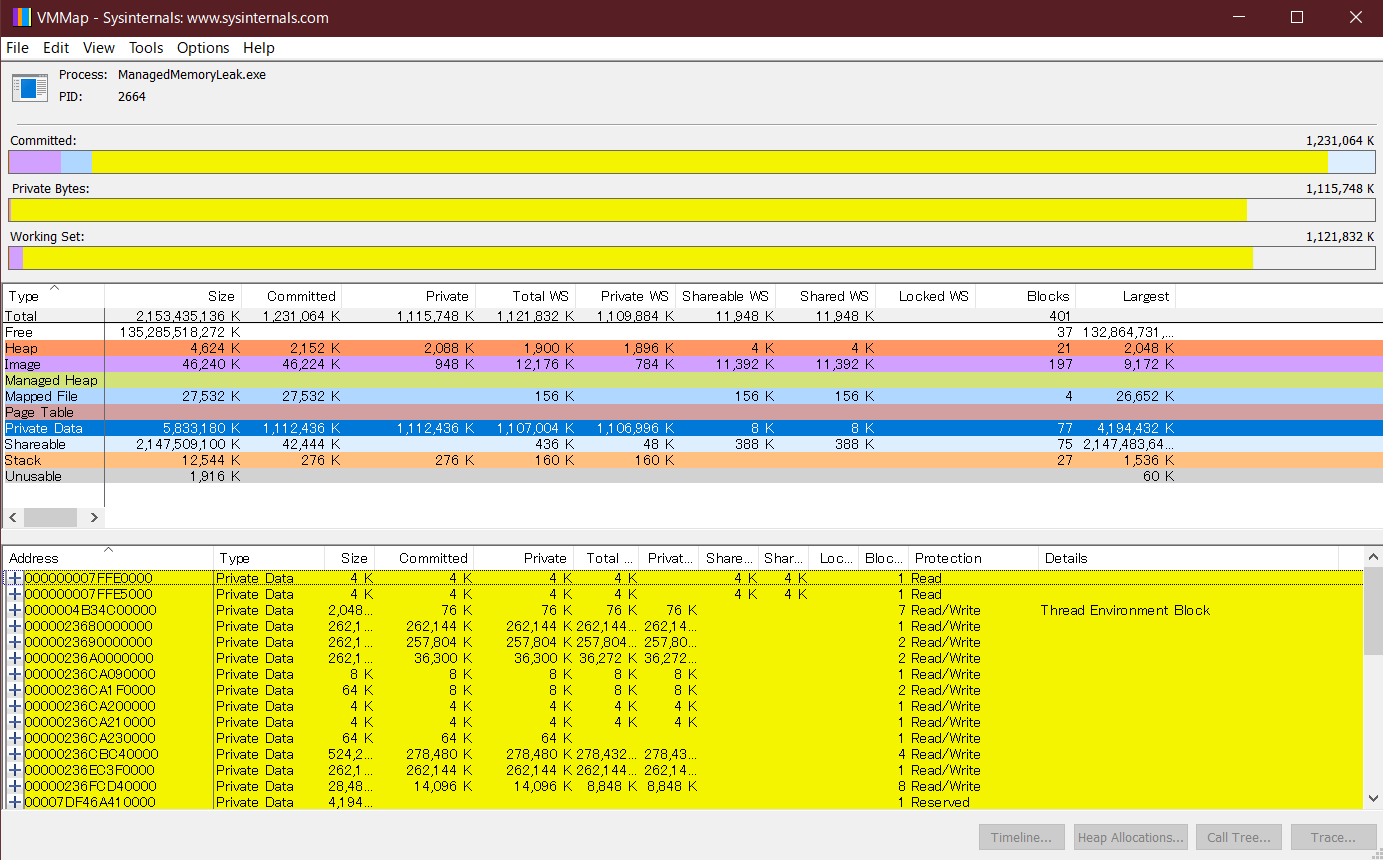 VMMap - Sysinternals: www.sysinternals.com
File Edit View Tools Options Help
Process: ManagedMemoryLeak.exe
PID: 2664
Committed: 1,231,064 K
Private Bytes: 1,115,748 K
Working Set: 1,121,832 K
Type Size Committed Private Total WS Private WS Shareable WS Shared WS Locked WS Blocks Largest
Total 2,153,435,136 K 1,231,064 K 1,115,748 K 1,121,832 K 1,109,884 K 11,948 K 11,948 K 401
Free 135,285,518,272 K 37 132,864,731,...
Heap 4,624 K 2,152 K 2,088 K 1,900 K 1,896 K 4 K 4 K 21 2,048 K
Image 46,240 K 46,224 K 948 K 12,176 K 784 K 11,392 K 11,392 K 197 9,172 K
Managed Heap
Mapped File 27,532 K 27,532 K 156 K 156 K 156 K 4 26,652 K
Page Table
Private Data 5,833,180 K 1,112,436 K 1,112,436 K 1,107,004 K 1,106,996 K 8 K 8 K 77 4,194,432 K
Shareable 2,147,509,100 K 42,444 K 436 K 48 K 388 K 388 K 75 2,147,483,64...
Stack 12,544 K 276 K 276 K 160 K 160 K 27 1,536 K
Unusable 1,916 K 60 K
Address Type Size Committed Private Total ... Privat... Share... Shar... Loc... Bloc... Protection Details
000000007FFE0000 Private Data 4 K 4 K 4 K 4 K 4 K 4 K 1 Read
000000007FFE5000 Private Data 4 K 4 K 4 K 4 K 4 K 4 K 1 Read
0000004B34C00000 Private Data 2,048... 76 K 76 K 76 K 76 K 7 Read/Write Thread Environment Block
0000023680000000 Private Data 262,1... 262,144 K 262,144 K 262,144... 262,14... 1 Read/Write
0000023690000000 Private Data 262,1... 257,804 K 257,804 K 257,804... 257,80... 2 Read/Write
00000236A0000000 Private Data 262,1... 36,300 K 36,300 K 36,272 K 36,272... 2 Read/Write
00000236CA090000 Private Data 8 K 8 K 8 K 8 K 8 K 1 Read/Write
00000236CA1F0000 Private Data 64 K 8 K 8 K 8 K 8 K 2 Read/Write
00000236CA200000 Private Data 4 K 4 K 4 K 4 K 4 K 1 Read/Write
00000236CA210000 Private Data 4 K 4 K 4 K 4 K 4 K 1 Read/Write
00000236CA230000 Private Data 64 K 64 K 64 K 1 Read/Write
00000236CBC40000 Private Data 524,2... 278,480 K 278,480 K 278,432... 278,43... 4 Read/Write
00000236EC3F0000 Private Data 262,1... 262,144 K 262,144 K 262,144... 262,14... 1 Read/Write
00000236FCD40000 Private Data 28,48... 14,096 K 14,096 K 8,848 K 8,848 K 8 Read/Write
00007DF46A410000 Private Data 4,194... 1 Reserved
Timeline... Heap Allocations... Call Tree... Trace...